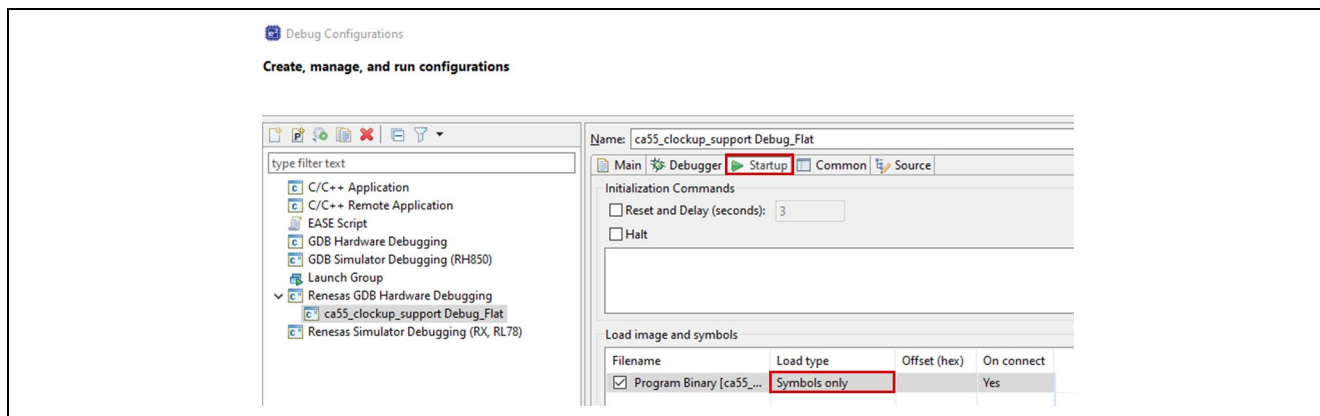 Debug Configurations
Create, manage, and run configurations
Name: ca55_clockup_support Debug_Flat
type filter text
Main Debugger Startup Common Source
C/C++ Application
C/C++ Remote Application
EASE Script
GDB Hardware Debugging
GDB Simulator Debugging (RH850)
Launch Group
Renesas GDB Hardware Debugging
ca55_clockup_support Debug_Flat
Renesas Simulator Debugging (RX, RL78)
Initialization Commands
Reset and Delay (seconds): 3
Halt
Load image and symbols
Filename Load type Offset (hex) On connect
Program Binary [ca55_... Symbols only Yes